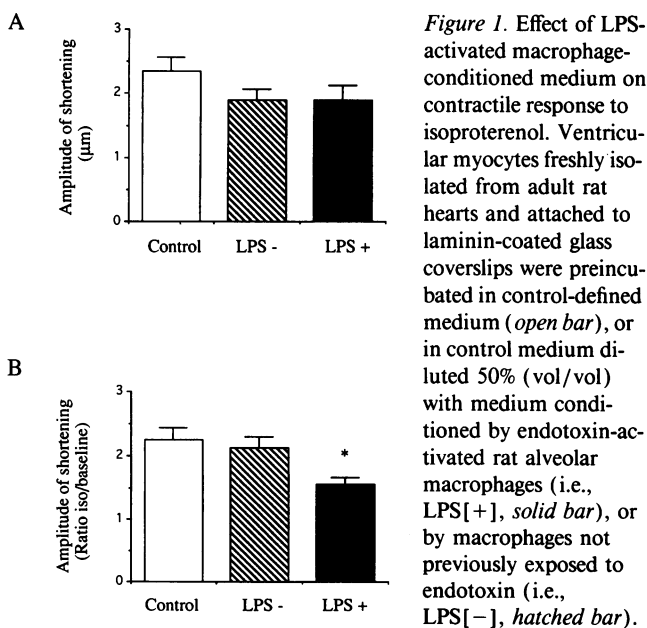 A
Amplitude of shortening
(μm)
3
2
1
0
Control LPS - LPS +
B
Amplitude of shortening
(Ratio iso/baseline)
3
2
1
0
*
Control LPS - LPS +
Figure 1. Effect of LPS-
activated macrophage-
conditioned medium on
contractile response to
isoproterenol. Ventricu-
lar myocytes freshly iso-
lated from adult rat
hearts and attached to
laminin-coated glass
coverslips were preincu-
bated in control-defined
medium (open bar), or
in control medium di-
luted 50% (vol/vol)
with medium condi-
tioned by endotoxin-ac-
tivated rat alveolar
macrophages (i.e.,
LPS[+], solid bar), or
by macrophages not
previously exposed to
endotoxin (i.e.,
LPS[−], hatched bar).